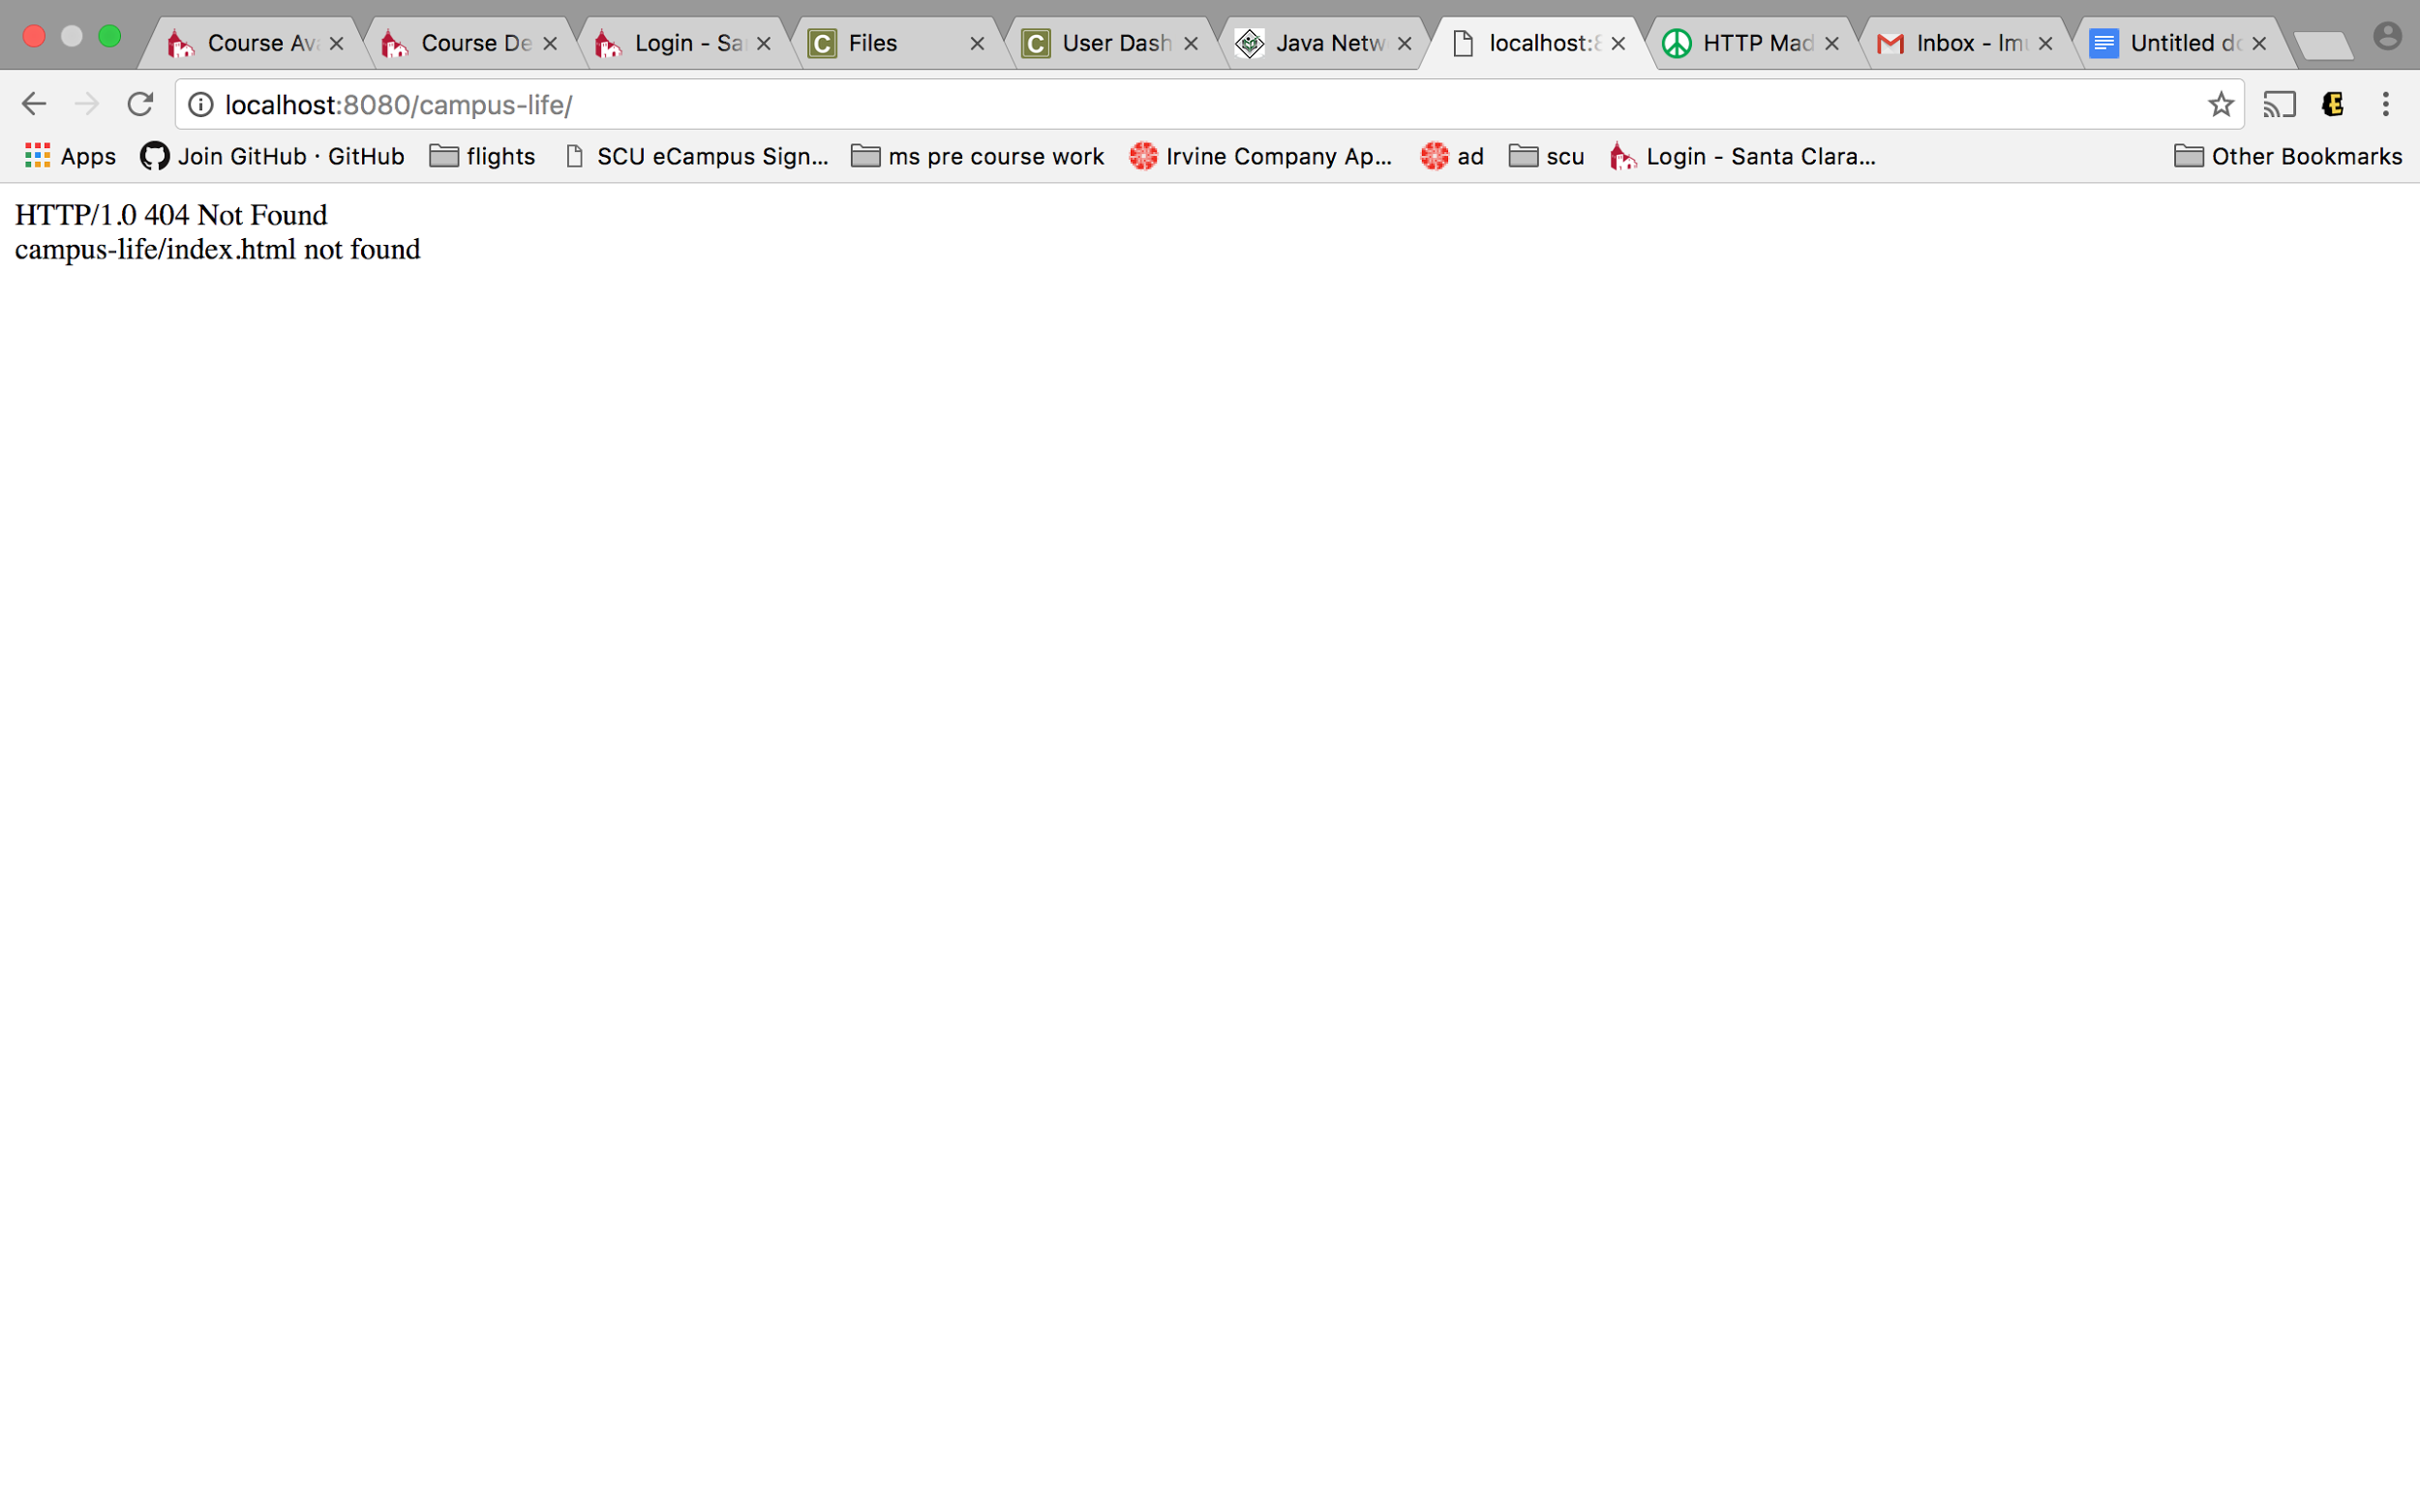 Course Av
Course De
Login - Sa
C Files
C User Dash
Java Netw
localhost:8
HTTP Mad
Inbox - Im
Untitled do
localhost:8080/campus-life/
Apps
Join GitHub · GitHub
flights
SCU eCampus Sign...
ms pre course work
Irvine Company Ap...
ad
scu
Login - Santa Clara...
Other Bookmarks
HTTP/1.0 404 Not Found
campus-life/index.html not found